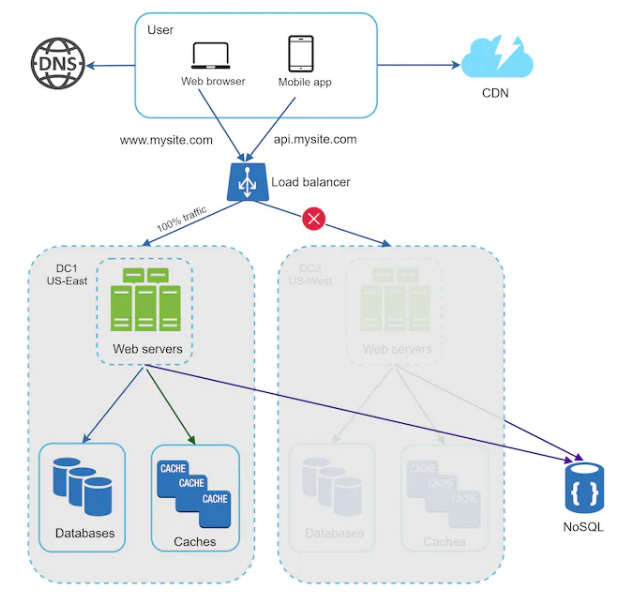 User
DNS
Web browser
Mobile app
CDN
www.mysite.com
api.mysite.com
Load balancer
100% traffic
DC1
US-East
DC2
US-West
Web servers
Web servers
CACHE
CACHE
CACHE
CACHE
CACHE
CACHE
{ }
Databases
Caches
Databases
Caches
NoSQL